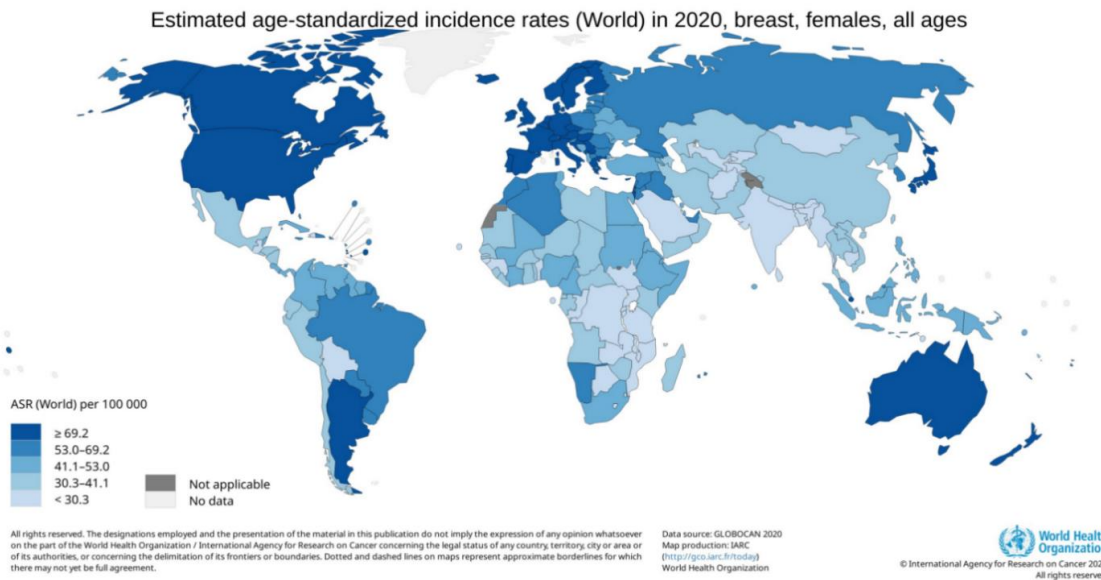 Estimated age-standardized incidence rates (World) in 2020, breast, females, all ages
ASR (World) per 100 000
≥ 69.2
53.0–69.2
41.1–53.0
30.3–41.1
< 30.3
Not applicable
No data
All rights reserved. The designations employed and the presentation of the material in this publication do not imply the expression of any opinion whatsoever
on the part of the World Health Organization / International Agency for Research on Cancer concerning the legal status of any country, territory, city or area or
of its authorities, or concerning the delimitation of its frontiers or boundaries. Dotted and dashed lines on maps represent approximate borderlines for which
there may not yet be full agreement.
Data source: GLOBOCAN 2020
Map production: IARC
(http://gco.iarc.fr/today)
World Health Organization
World Health
Organization
© International Agency for Research on Cancer 202
All rights reserve